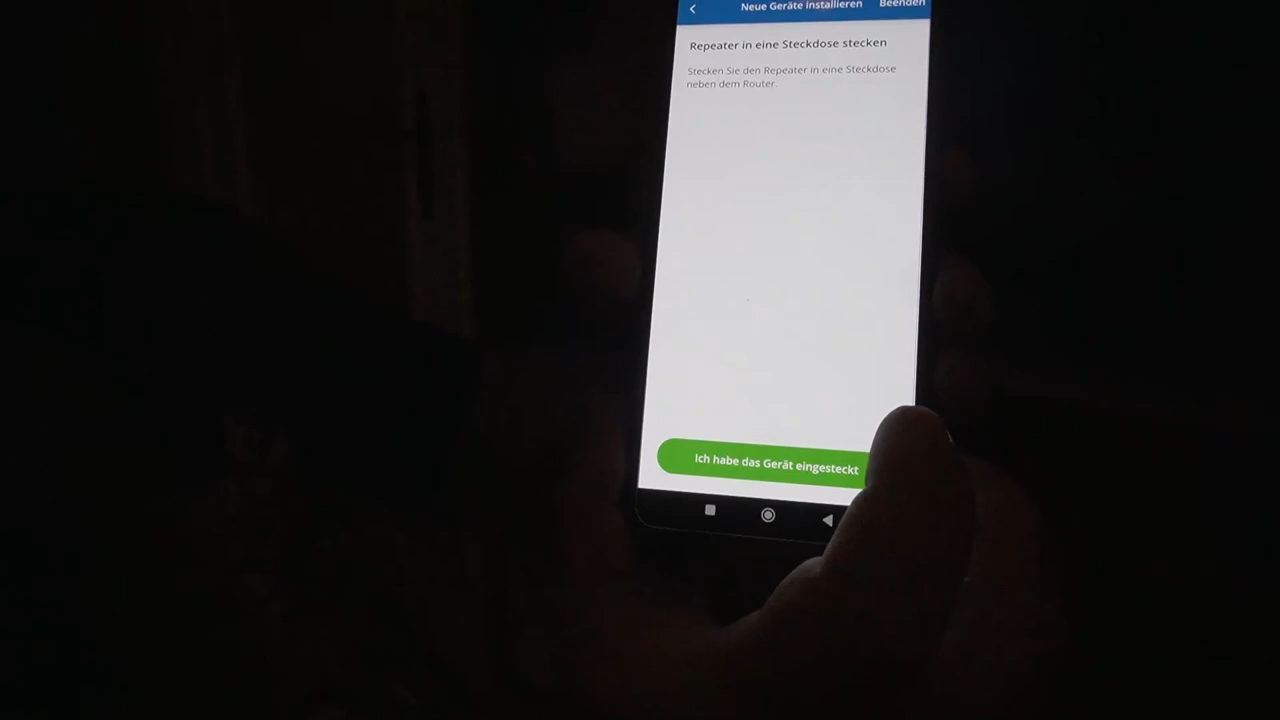 Neue Geräte installieren Beenden
Repeater in eine Steckdose stecken
Stecken Sie den Repeater in eine Steckdose
neben dem Router.
Ich habe das Gerät eingesteckt